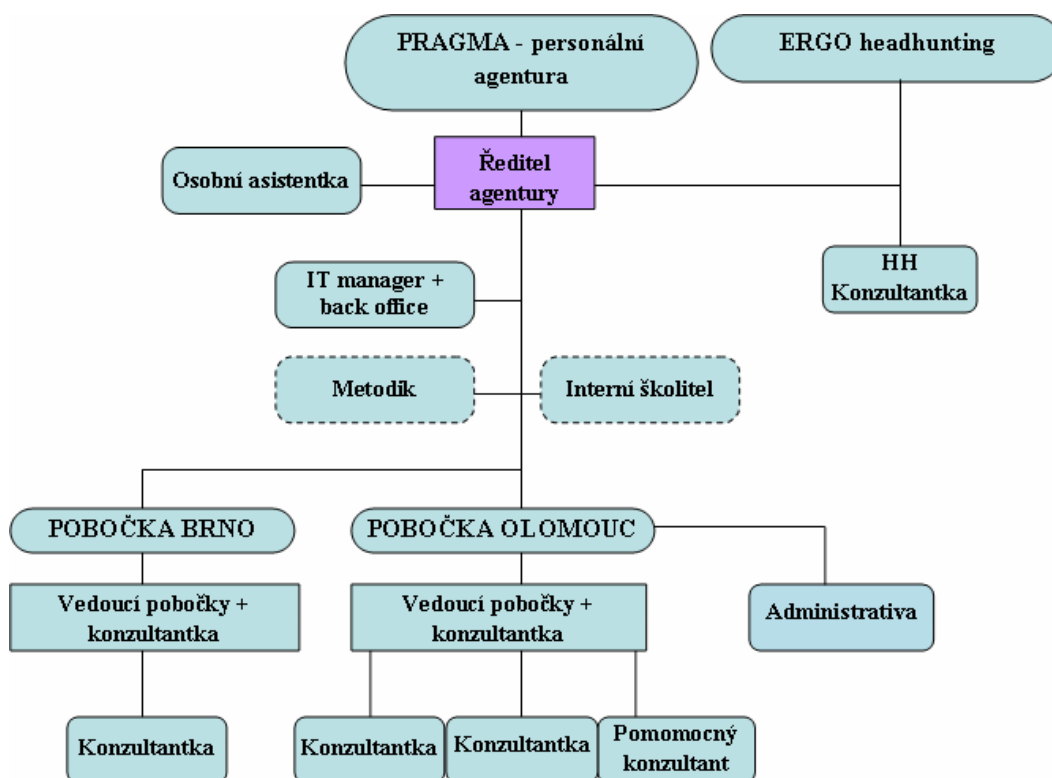 PRAGMA - personální
agentura
ERGO headhunting
Ředitel
agentury
Osobní asistentka
HH
Konzultantka
IT manager +
back office
Metodik
Interní školitel
POBOČKA BRNO
POBOČKA OLOMOUC
Vedoucí pobočky +
konzultantka
Vedoucí pobočky +
konzultantka
Administrativa
Konzultantka
Konzultantka
Konzultantka
Pomomocný
konzultant